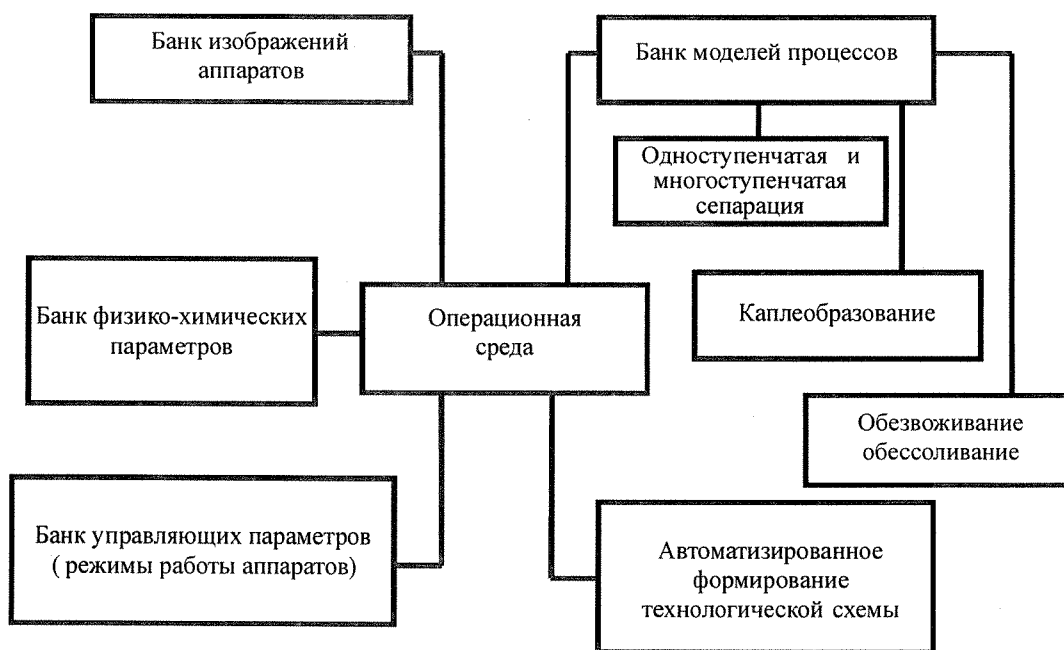 Банк изображений
аппаратов
Банк моделей процессов
Одноступенчатая и
многоступенчатая
сепарация
Банк физико-химических
параметров
Операционная
среда
Каплеобразование
Обезвоживание
обессоливание
Банк управляющих параметров
( режимы работы аппаратов)
Автоматизированное
формирование
технологической схемы